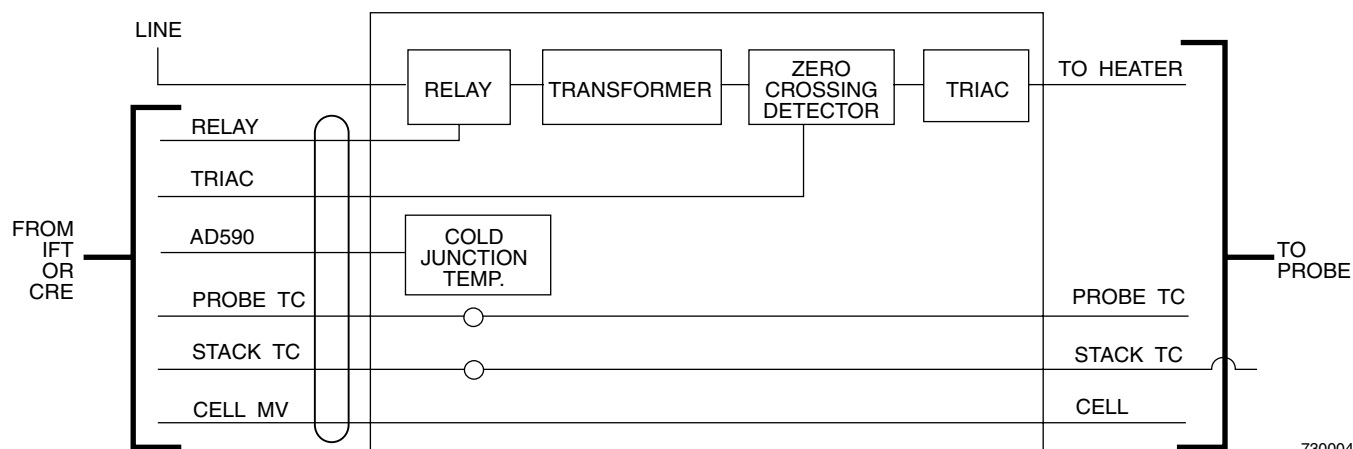 LINE
RELAY
TRANSFORMER
ZERO
CROSSING
DETECTOR
TRIAC
TO HEATER
RELAY
TRIAC
AD590
COLD
JUNCTION
TEMP.
FROM
IFT
OR
CRE
TO
PROBE
PROBE TC
PROBE TC
STACK TC
STACK TC
CELL MV
CELL
730004